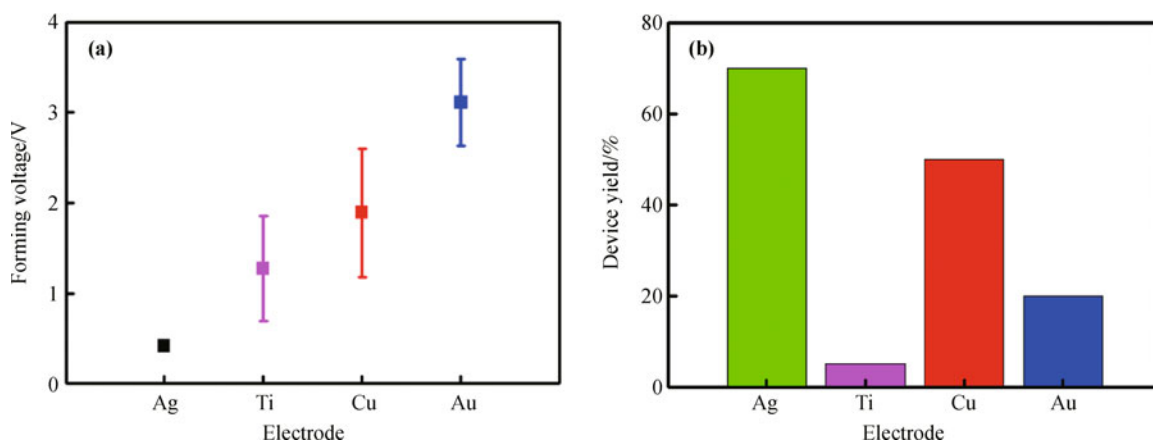 (a)
Forming voltage/V
4
3
2
1
0
Ag Ti Cu Au
Electrode
(b)
Device yield/%
80
60
40
20
0
Ag Ti Cu Au
Electrode